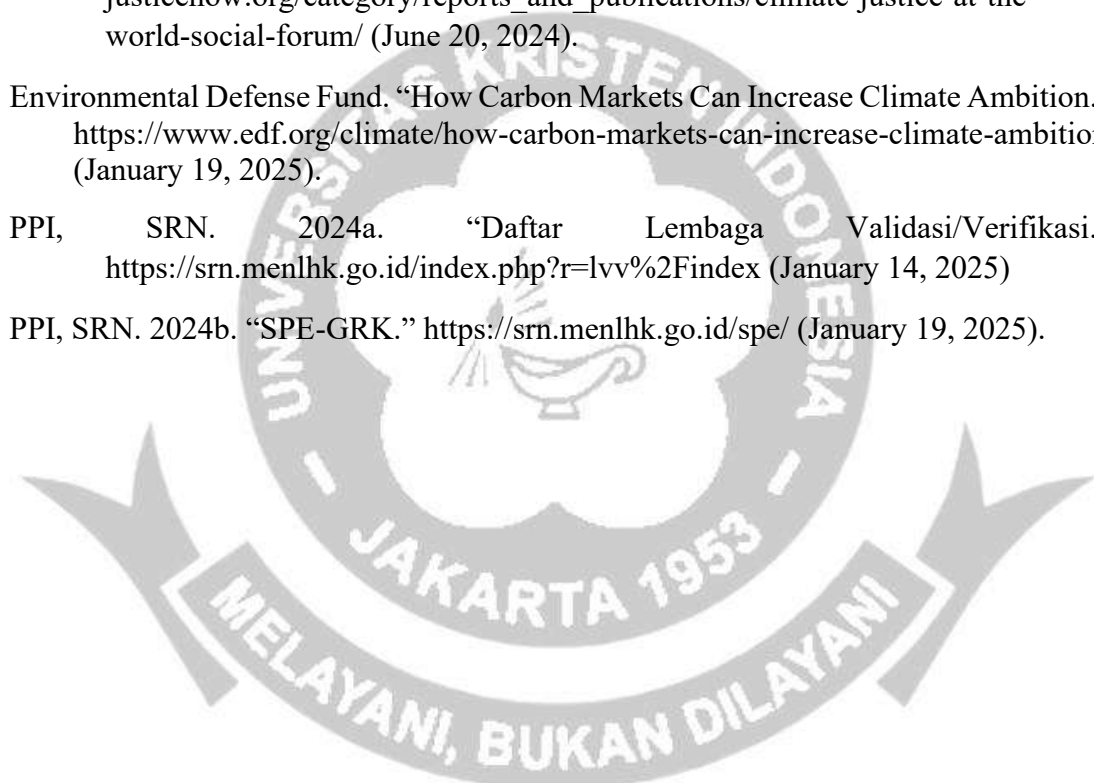 justicenow.org/category/reports_and_publications/climate-justice-at-the-
world-social-forum/ (June 20, 2024).
Environmental Defense Fund. “How Carbon Markets Can Increase Climate Ambition.
https://www.edf.org/climate/how-carbon-markets-can-increase-climate-ambition
(January 19, 2025).
PPI, SRN. 2024a. “Daftar Lembaga Validasi/Verifikasi.
https://srn.menlhk.go.id/index.php?r=lvv%2Findex (January 14, 2025)
PPI, SRN. 2024b. “SPE-GRK.” https://srn.menlhk.go.id/spe/ (January 19, 2025).
UNIVERSITAS KRISTEN INDONESIA
- JAKARTA 1953 -
MELAYANI, BUKAN DILAYANI